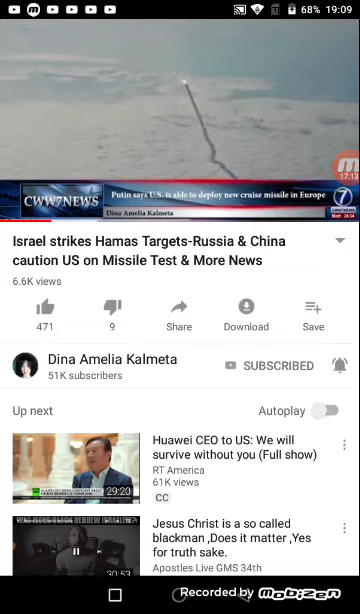 68% 19:09
17:13
Putin says U.S. is able to deploy new cruise missile in Europe
CWW7NEWS
7
Dina Amelia Kalmeta
Israel strikes Hamas Targets-Russia & China
caution US on Missile Test & More News
6.6K views
471
9
Share
Download
Save
Dina Amelia Kalmeta
51K subscribers
SUBSCRIBED
Up next
Autoplay
Huawei CEO to US: We will
survive without you (Full show)
RT America
61K views
CC
29:20
Jesus Christ is a so called
blackman ,Does it matter ,Yes
for truth sake.
Apostles Live GMS 34th
30:53
Recorded by MOBIZEN